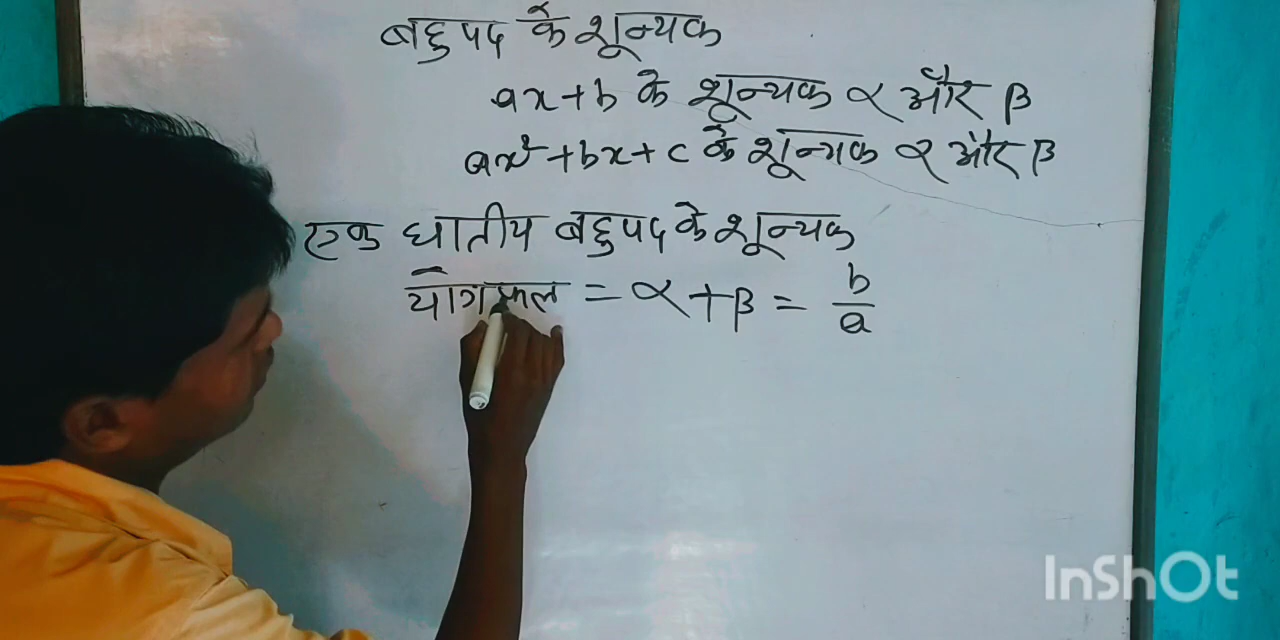 बहुपद के शून्यक
ax+b के शून्यक α और β
ax²+bx+c के शून्यक α और β
एक घातीय बहुपद के शून्यक
योगफल = α+β = b/a
InShOt